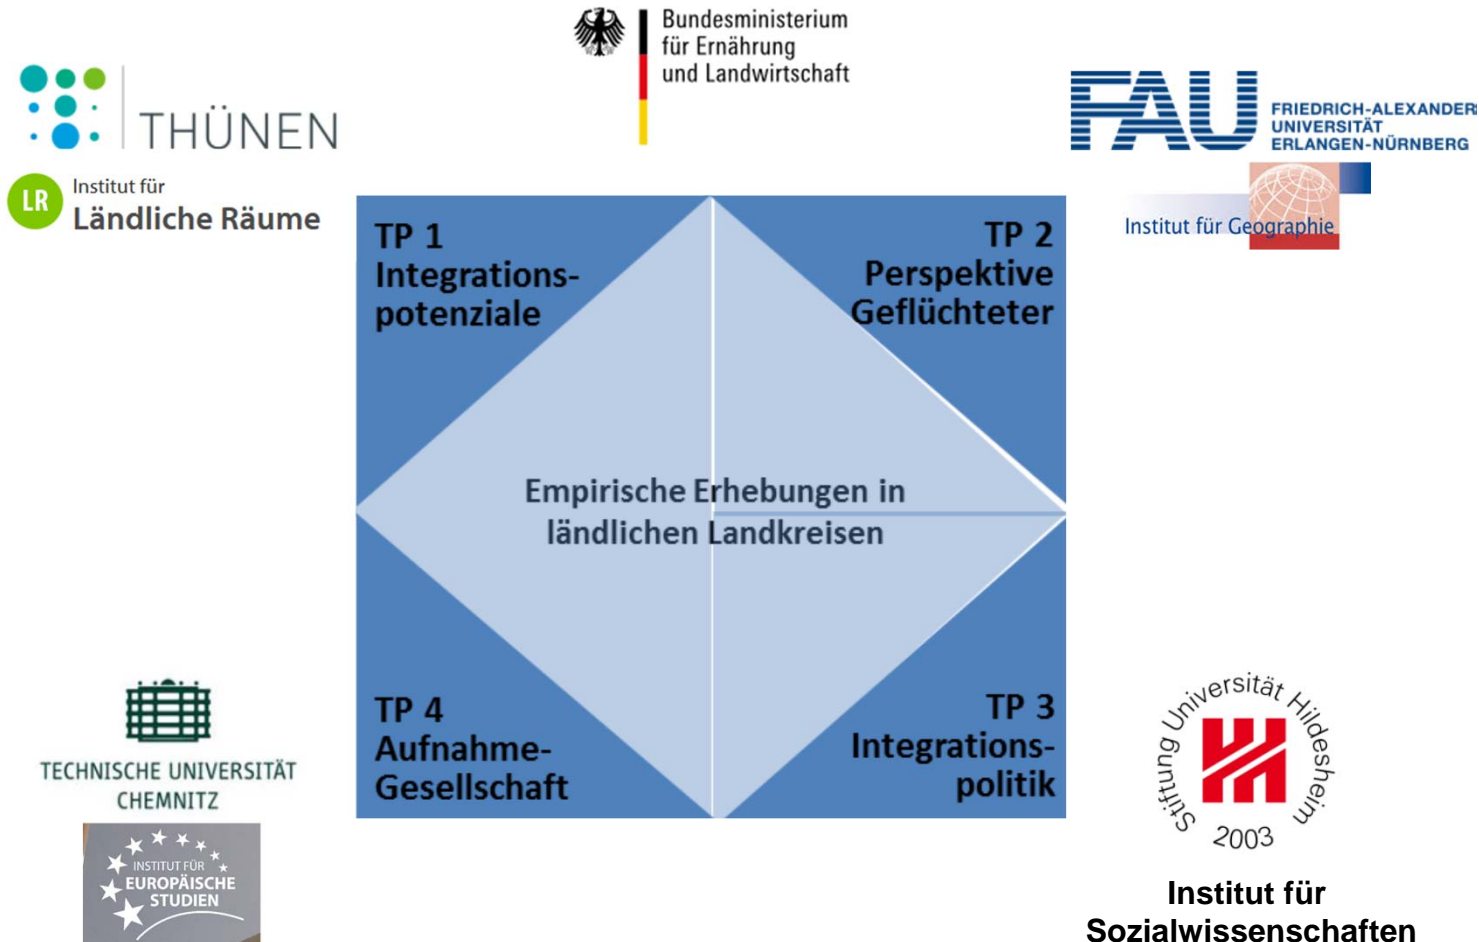 Bundesministerium
für Ernährung
und Landwirtschaft
THÜNEN
LR
Institut für
Ländliche Räume
FAU
FRIEDRICH-ALEXANDER
UNIVERSITÄT
ERLANGEN-NÜRNBERG
Institut für Geographie
TP 1
Integrations-
potenziale
TP 2
Perspektive
Geflüchteter
Empirische Erhebungen in
ländlichen Landkreisen
TP 4
Aufnahme-
Gesellschaft
TP 3
Integrations-
politik
TECHNISCHE UNIVERSITÄT
CHEMNITZ
INSTITUT FÜR
EUROPÄISCHE
STUDIEN
Stiftung Universität Hildesheim
2003
Institut für
Sozialwissenschaften